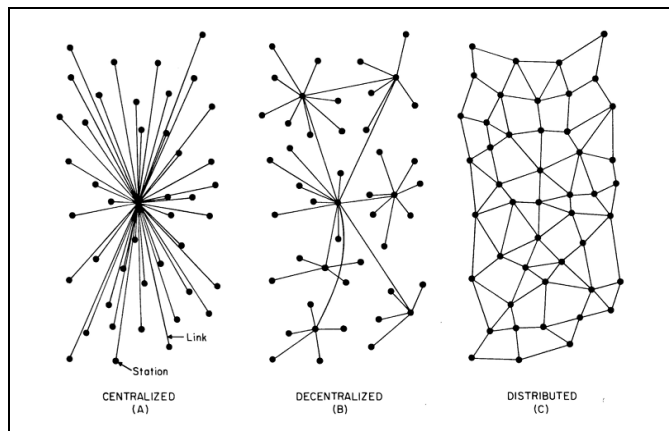 Link
Station
CENTRALIZED
(A)
DECENTRALIZED
(B)
DISTRIBUTED
(C)